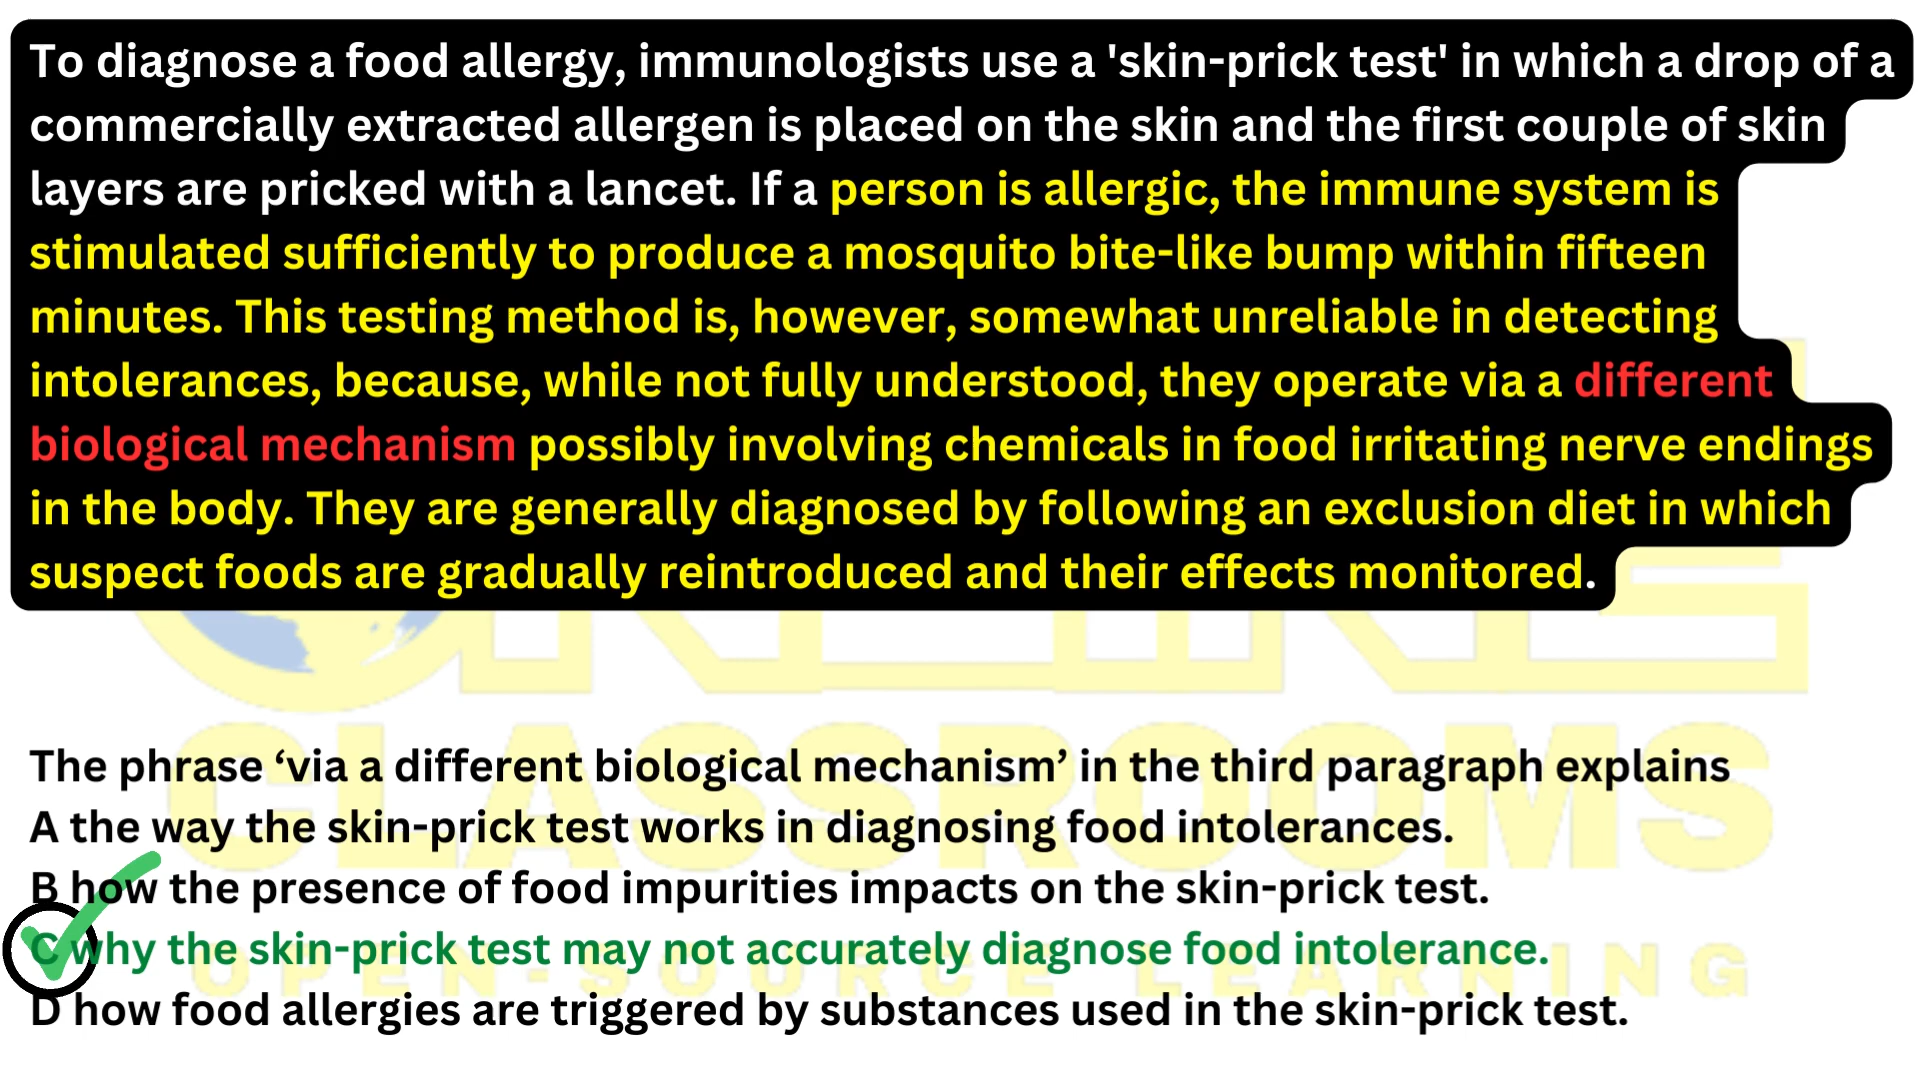 To diagnose a food allergy, immunologists use a 'skin-prick test' in which a drop of a
commercially extracted allergen is placed on the skin and the first couple of skin
layers are pricked with a lancet. If a person is allergic, the immune system is
stimulated sufficiently to produce a mosquito bite-like bump within fifteen
minutes. This testing method is, however, somewhat unreliable in detecting
intolerances, because, while not fully understood, they operate via a different
biological mechanism possibly involving chemicals in food irritating nerve endings
in the body. They are generally diagnosed by following an exclusion diet in which
suspect foods are gradually reintroduced and their effects monitored.
The phrase ‘via a different biological mechanism’ in the third paragraph explains
A the way the skin-prick test works in diagnosing food intolerances.
B how the presence of food impurities impacts on the skin-prick test.
C why the skin-prick test may not accurately diagnose food intolerance.
D how food allergies are triggered by substances used in the skin-prick test.
CLASSROOMS
OPEN-SOURCE LEARNING